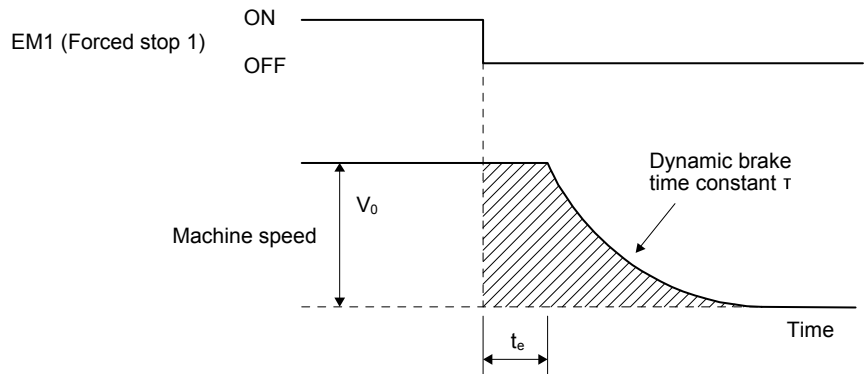 ON
EM1 (Forced stop 1)
OFF
Dynamic brake
time constant τ
V₀
Machine speed
Time
tₑ